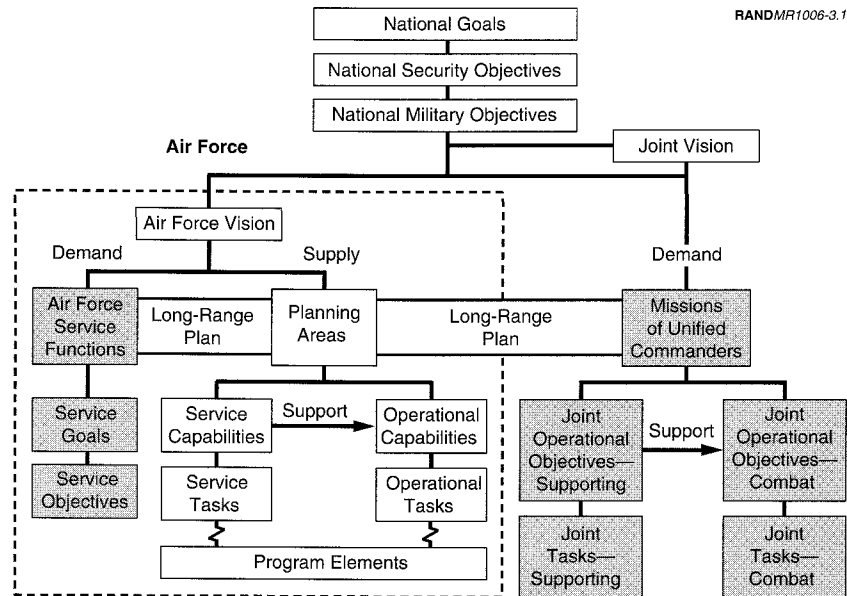 RANDMR1006-3.1
National Goals
National Security Objectives
National Military Objectives
Air Force
Joint Vision
Air Force Vision
Demand
Supply
Demand
Air Force
Service
Functions
Long-Range
Plan
Planning
Areas
Long-Range
Plan
Missions
of Unified
Commanders
Service
Goals
Service
Capabilities
Support
Operational
Capabilities
Joint
Operational
Objectives—
Supporting
Support
Joint
Operational
Objectives—
Combat
Service
Objectives
Service
Tasks
Operational
Tasks
Joint
Tasks—
Supporting
Joint
Tasks—
Combat
Program Elements